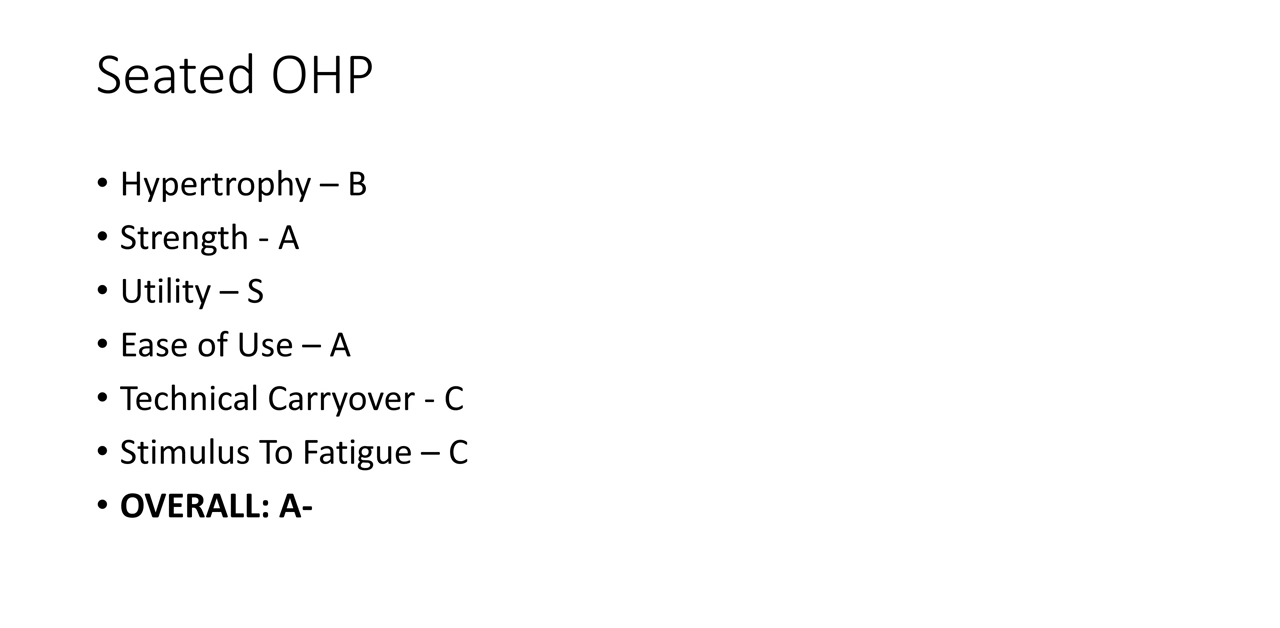 Seated OHP
• Hypertrophy – B
• Strength - A
• Utility – S
• Ease of Use – A
• Technical Carryover - C
• Stimulus To Fatigue – C
• OVERALL: A-